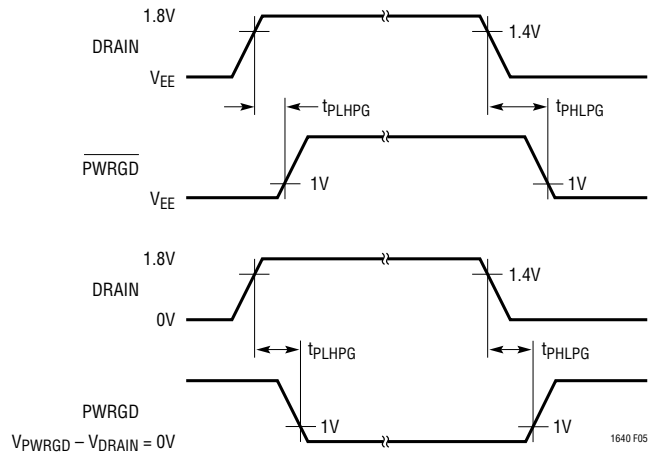 1.8V
DRAIN
1.4V
VEE
tPLHPG
tPHLPG
PWRGD
1V
1V
VEE
1.8V
DRAIN
1.4V
0V
tPLHPG
tPHLPG
PWRGD
1V
1V
VPWRGD – VDRAIN = 0V
1640 F05